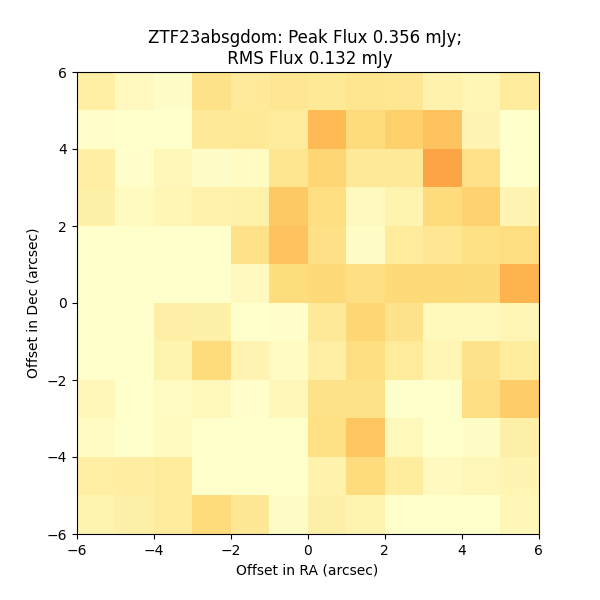 ZTF23absgdom: Peak Flux 0.356 mJy;
RMS Flux 0.132 mJy
6
4
2
0
−2
−4
−6
Offset in Dec (arcsec)
−6 −4 −2 0 2 4 6
Offset in RA (arcsec)